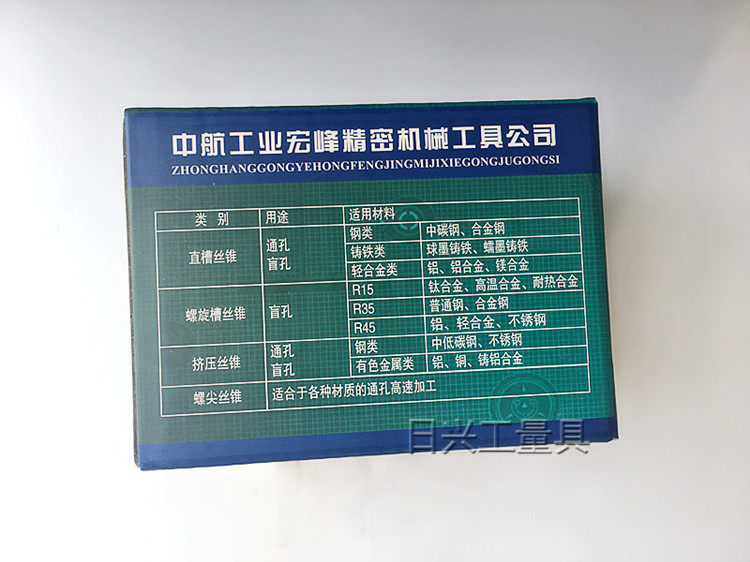 中航工业宏峰精密机械工具公司
ZHONGHANGGONGYEHONGFENGJINGMIJIXIEGONGJUGONGSI
类别 用途 适用材料
直槽丝锥 通孔 盲孔 钢类 中碳钢、合金钢
铸铁类 球墨铸铁、蠕墨铸铁
轻合金类 铝、铝合金、镁合金
螺旋槽丝锥 盲孔 R15 钛合金、高温合金、耐热合金
R35 普通钢、合金钢
R45 铝、轻合金、不锈钢
挤压丝锥 通孔 盲孔 钢类 中低碳钢、不锈钢
有色金属类 铝、铜、铸铝合金
螺尖丝锥 适合于各种材质的通孔高速加工
日兴工量具